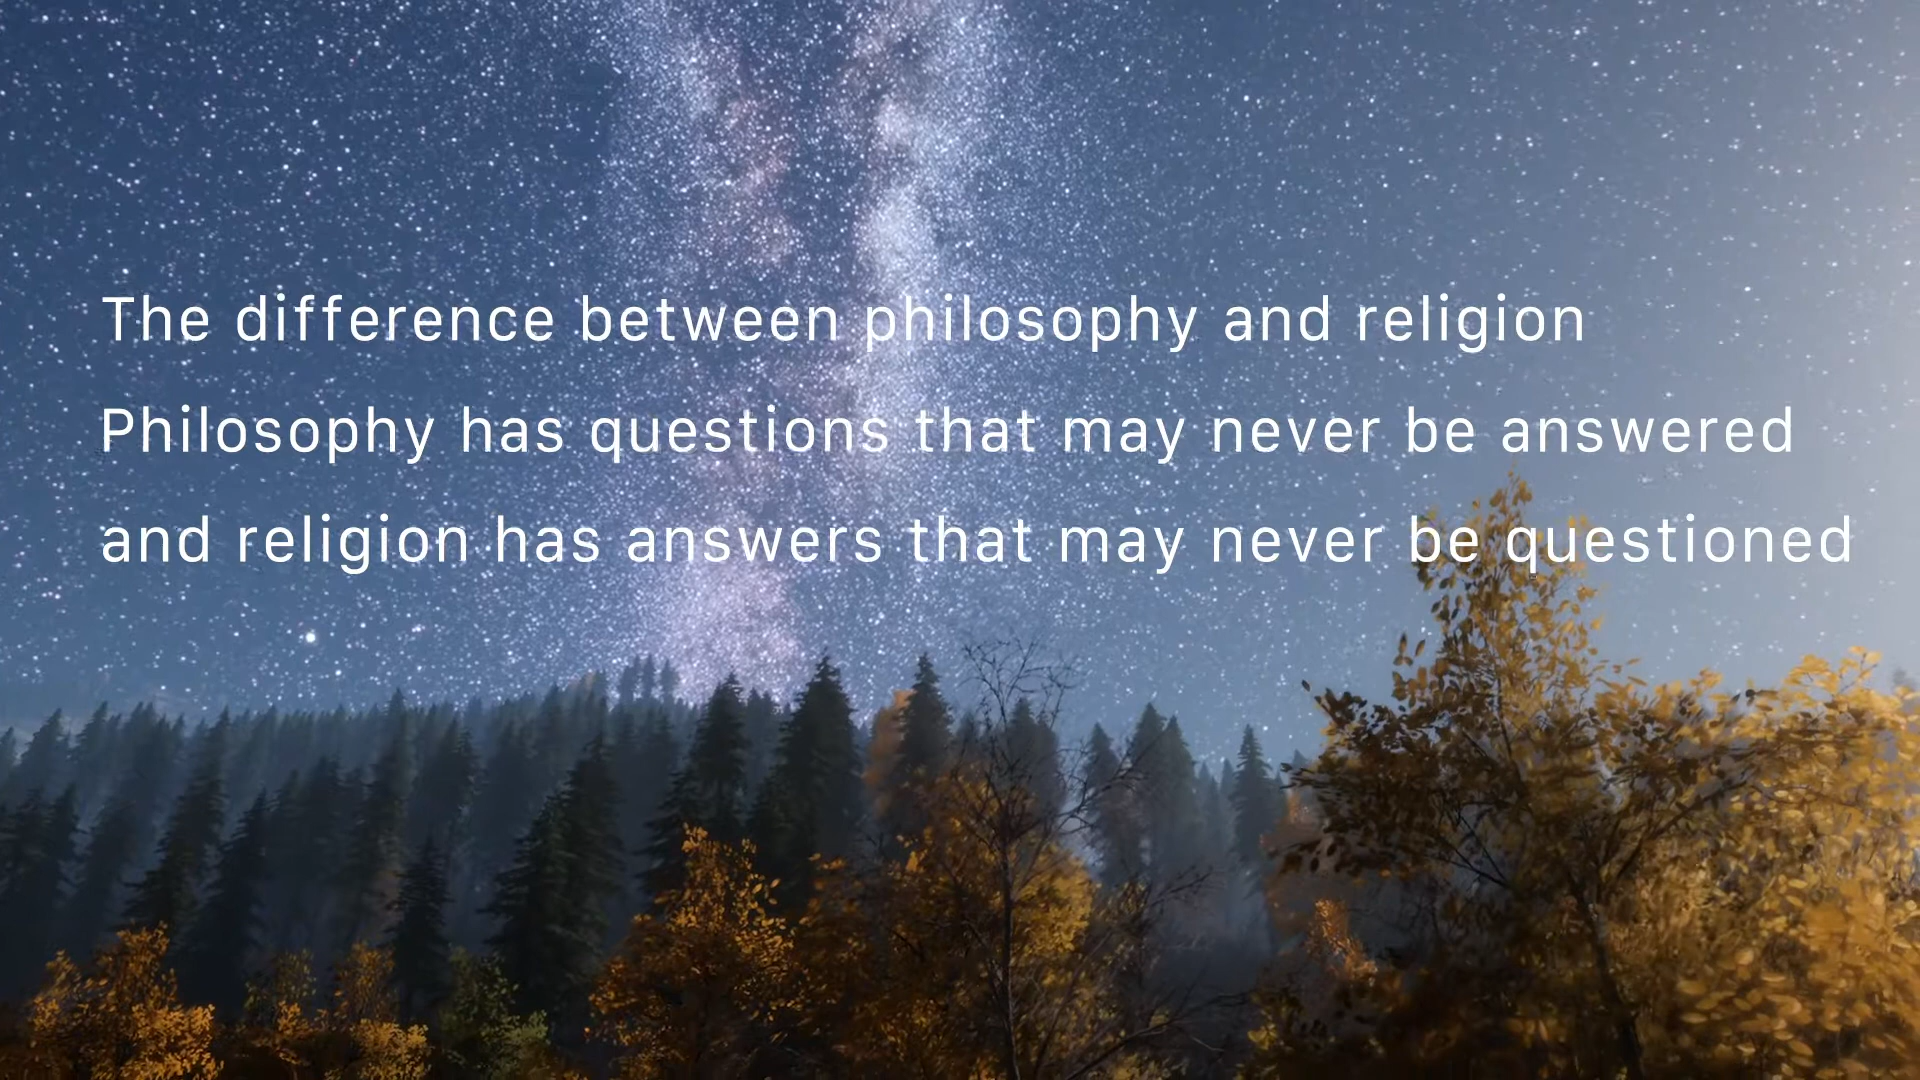 The difference between philosophy and religion
Philosophy has questions that may never be answered
and religion has answers that may never be questioned